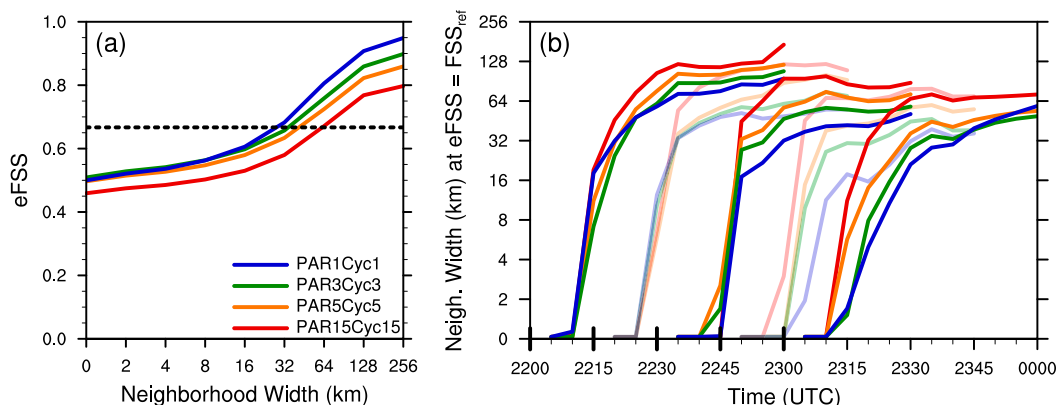 (a)
eFSS
1.0
0.8
0.6
0.4
0.2
0.0
PAR1Cyc1
PAR3Cyc3
PAR5Cyc5
PAR15Cyc15
0 2 4 8 16 32 64 128 256
Neighborhood Width (km)
(b)
Neigh. Width (km) at eFSS = FSSref
256
128
64
32
16
8
4
2
0
2200 2215 2230 2245 2300 2315 2330 2345 0000
Time (UTC)